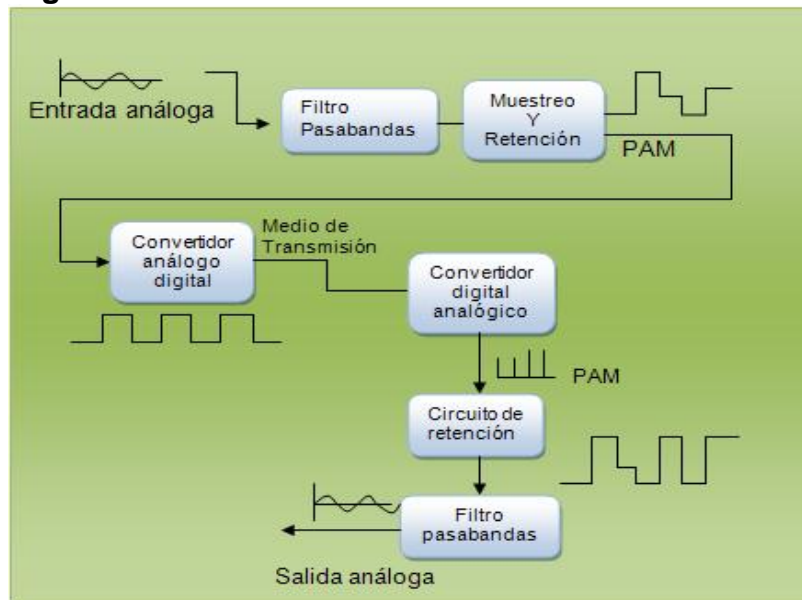 Entrada análoga
Filtro
Pasabandas
Muestreo
Y
Retención
PAM
Convertidor
análogo
digital
Medio de
Transmisión
Convertidor
digital
analógico
PAM
Circuito de
retención
Filtro
pasabandas
Salida análoga